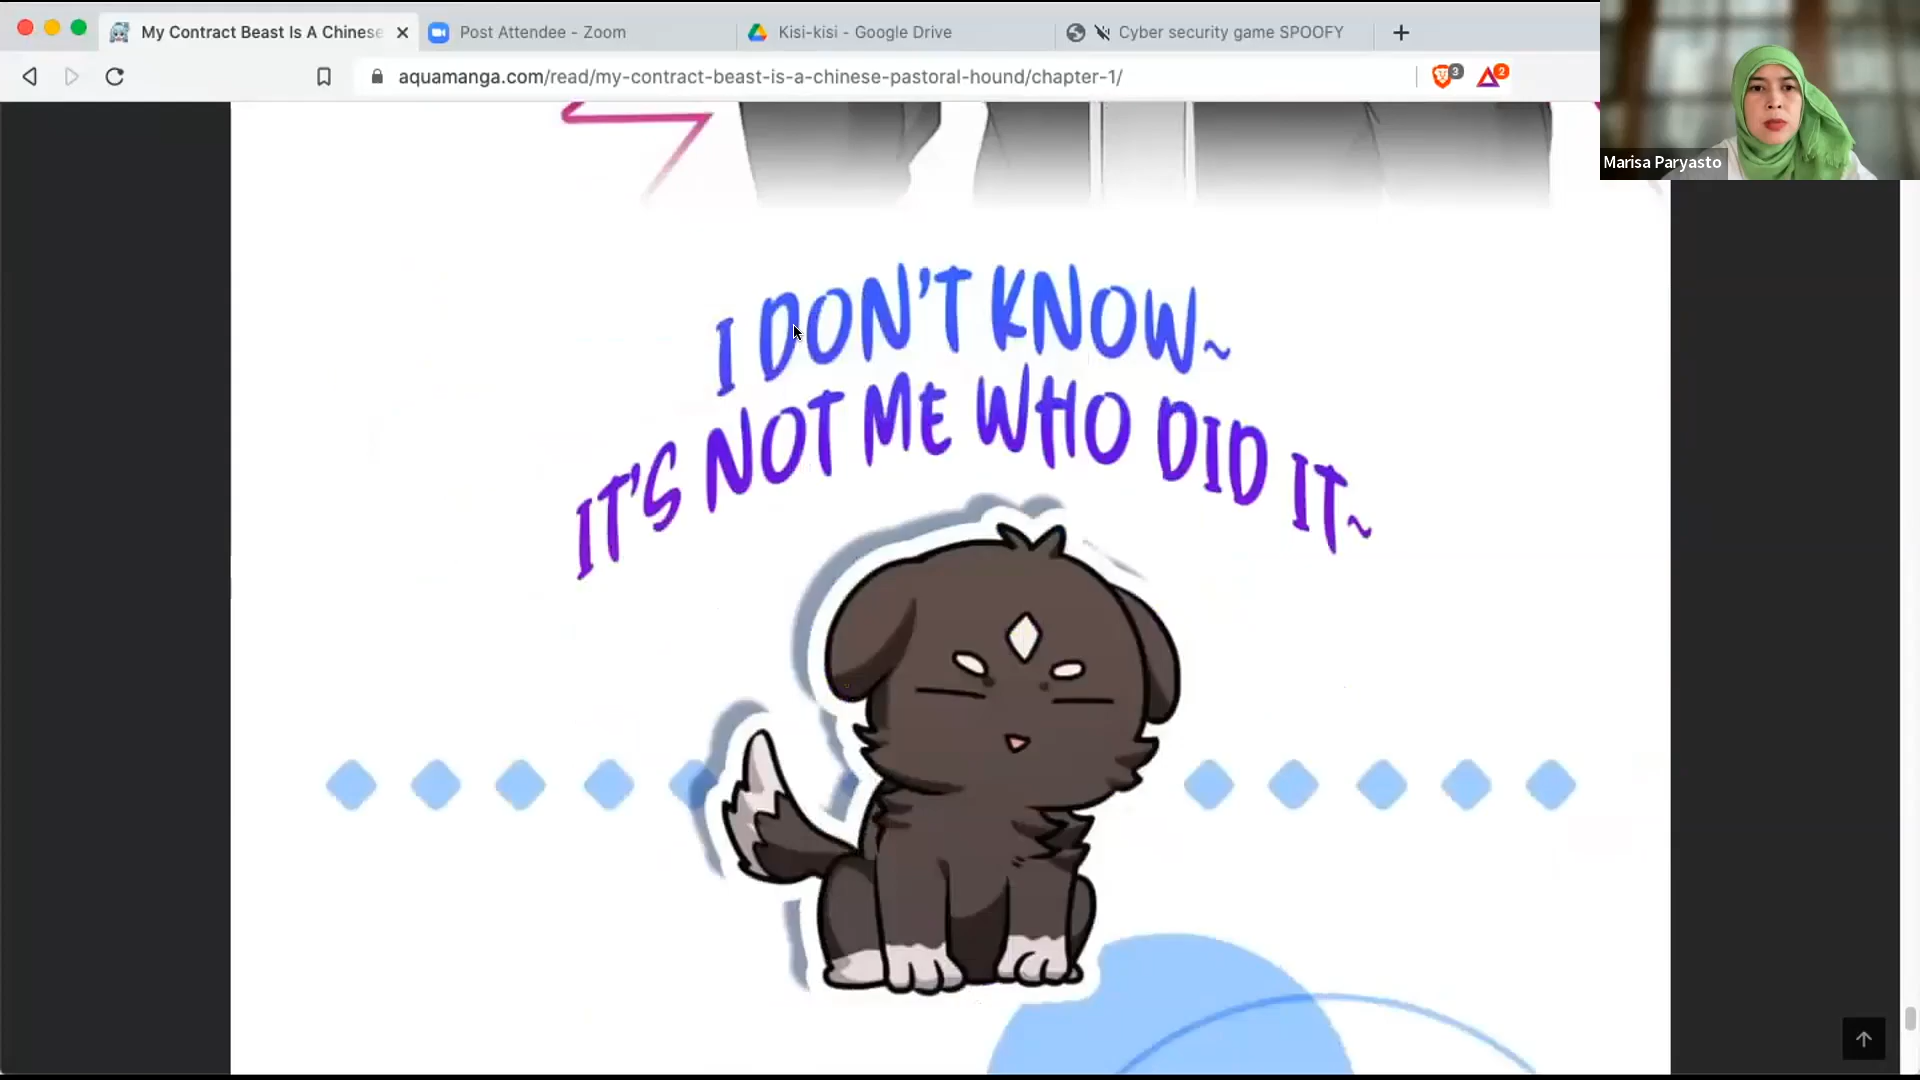 My Contract Beast Is A Chinese
Post Attendee - Zoom
Kisi-kisi - Google Drive
Cyber security game SPOOFY
aquamanga.com/read/my-contract-beast-is-a-chinese-pastoral-hound/chapter-1/
3
2
Marisa Paryasto
I DON'T KNOW~
IT'S NOT ME WHO DID IT~